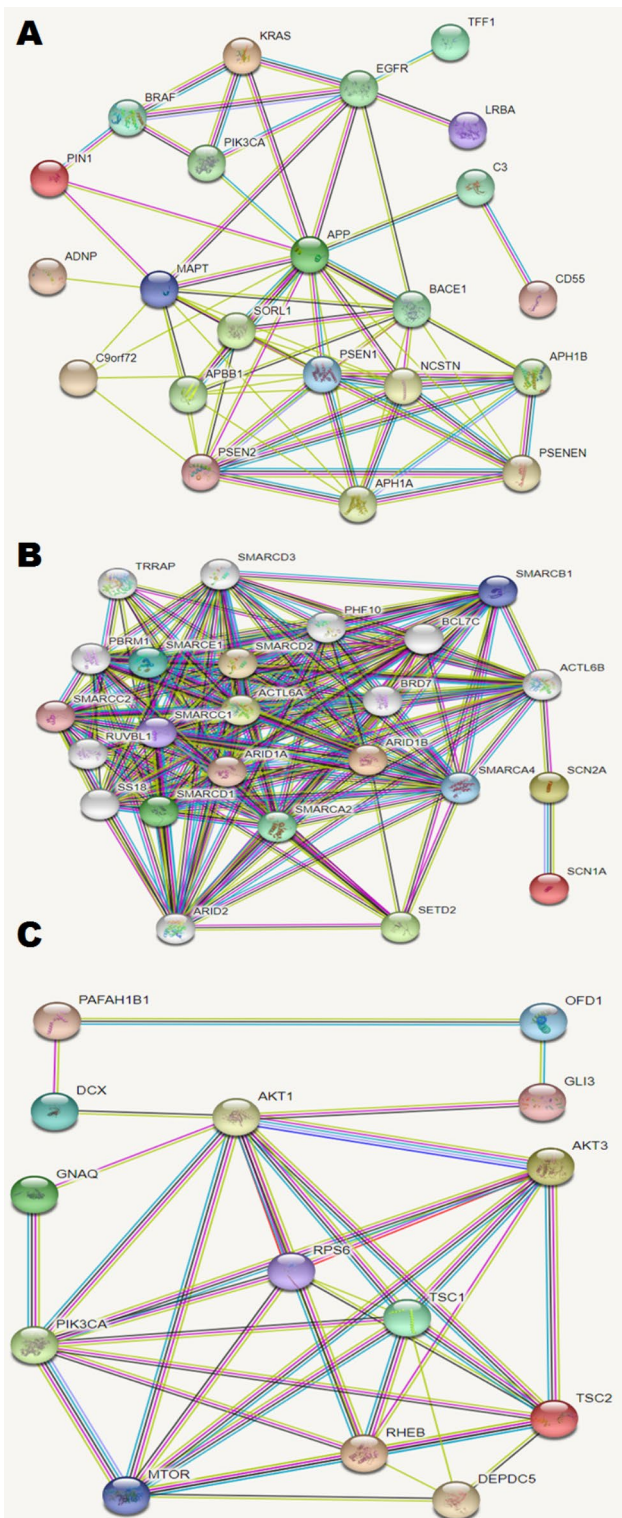 A
KRAS
TFF1
EGFR
BRAF
LRBA
PIK3CA
PIN1
C3
APP
ADNP
MAPT
CD55
BACE1
SORL1
C9orf72
PSEN1
NCSTN
APH1B
APBB1
PSEN2
PSENEN
APH1A
B
SMARCD3
TRRAP
SMARCB1
PHF10
BCL7C
PBRM1
SMARCE1
SMARCD2
ACTL6B
SMARCC2
ACTL6A
BRD7
SMARCC1
RUVBL1
ARID1A
ARID1B
SMARCA4
SCN2A
SS18
SMARCD1
SMARCA2
SCN1A
ARID2
SETD2
C
PAFAH1B1
OFD1
DCX
AKT1
GLI3
AKT3
GNAQ
RPS6
TSC1
PIK3CA
TSC2
RHEB
MTOR
DEPDC5